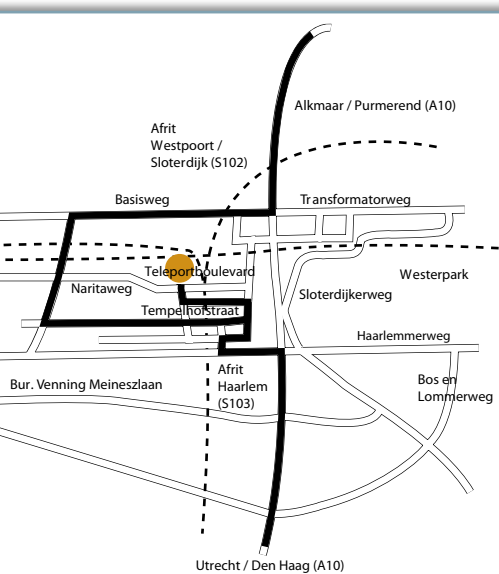 Alkmaar / Purmerend (A10)
Afrit
Westpoort /
Sloterdijk (S102)
Basisweg
Transformatorweg
Teleportboulevard
Westerpark
Naritaweg
Sloterdijkerweg
Tempelhofstraat
Haarlemmerweg
Afrit
Haarlem
(S103)
Bur. Venning Meineszlaan
Bos en
Lommerweg
Utrecht / Den Haag (A10)